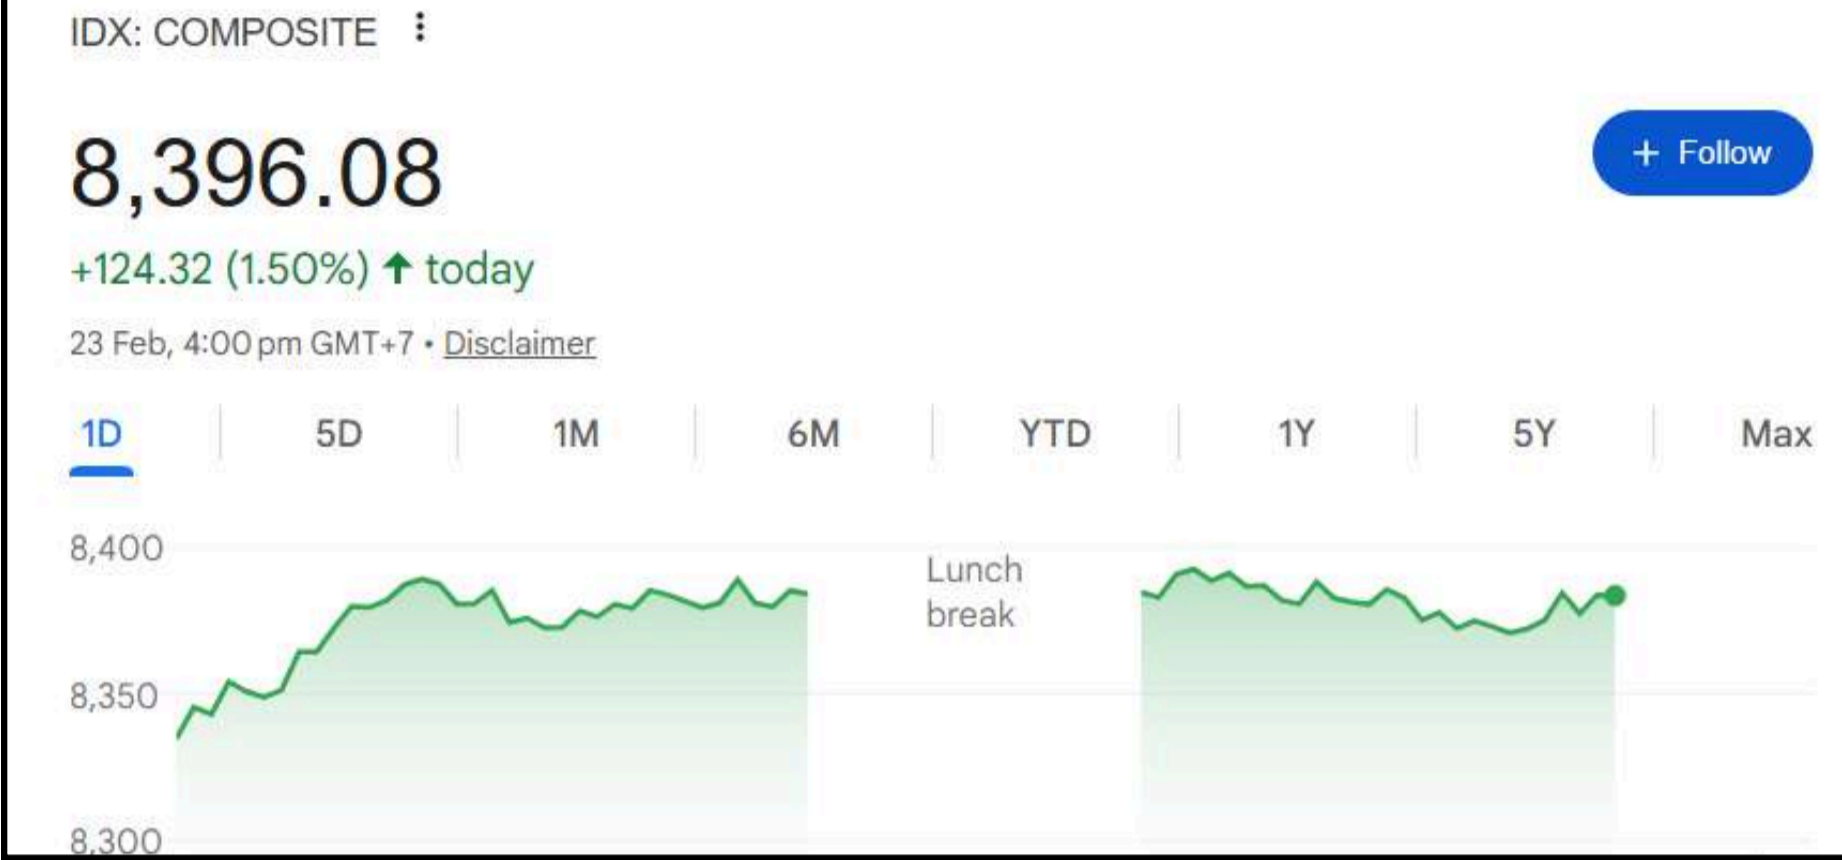 IDX: COMPOSITE
8,396.08
+ Follow
+124.32 (1.50%) ↑ today
23 Feb, 4:00 pm GMT+7 • Disclaimer
1D 5D 1M 6M YTD 1Y 5Y Max
8,400
Lunch
break
8,350
8,300